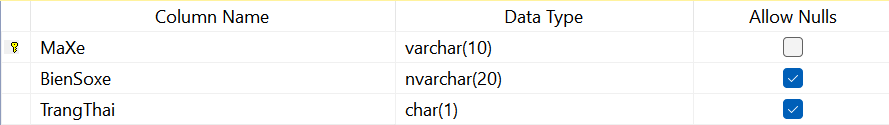 Column Name Data Type Allow Nulls
MaXe varchar(10)
BienSoxe nvarchar(20)
TrangThai char(1)